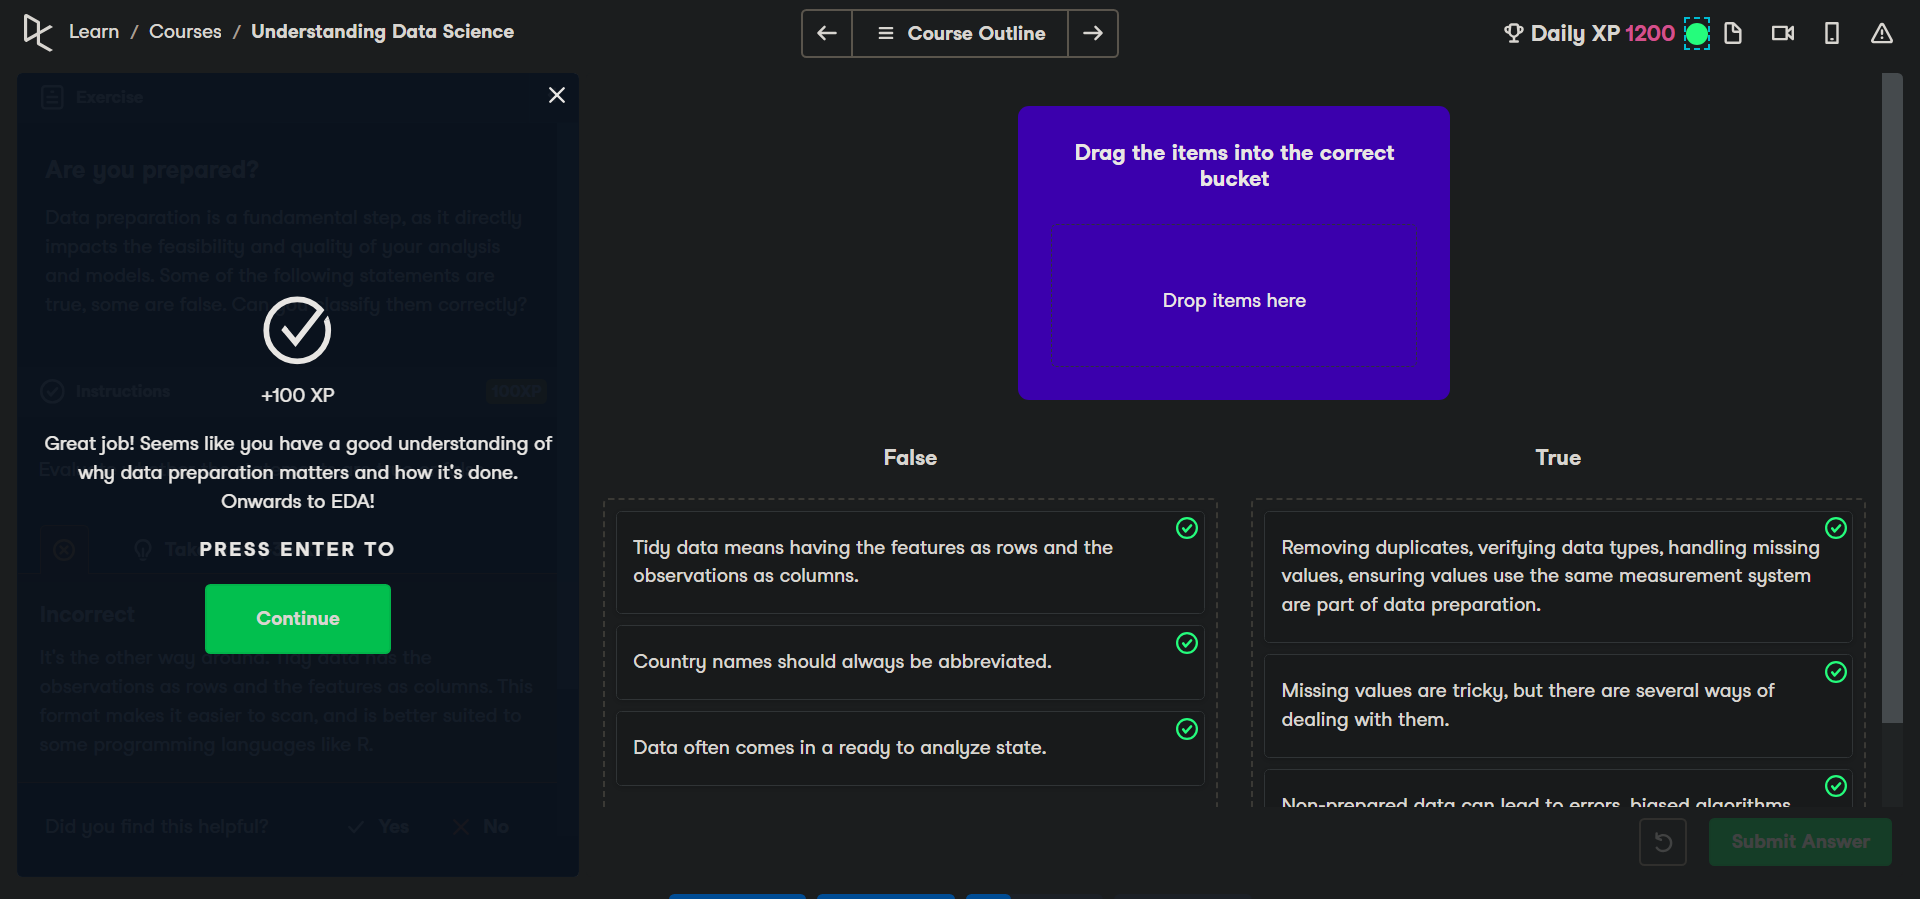 Learn / Courses / Understanding Data Science
Course Outline
Daily XP 1200
Exercise
Are you prepared?
Data preparation is a fundamental step, as it directly
impacts the feasibility and quality of your analysis
and models. Some of the following statements are
true, some are false. Can you classify them correctly?
Instructions
100XP
+100 XP
Great job! Seems like you have a good understanding of
why data preparation matters and how it's done.
Onwards to EDA!
PRESS ENTER TO
Continue
Incorrect
It's the other way around. Tidy data has the
observations as rows and the features as columns. This
format makes it easier to scan, and is better suited to
some programming languages like R.
Did you find this helpful?
Yes
No
Drag the items into the correct
bucket
Drop items here
False
Tidy data means having the features as rows and the
observations as columns.
Country names should always be abbreviated.
Data often comes in a ready to analyze state.
True
Removing duplicates, verifying data types, handling missing
values, ensuring values use the same measurement system
are part of data preparation.
Missing values are tricky, but there are several ways of
dealing with them.
Non-prepared data can lead to errors, biased algorithms
Submit Answer